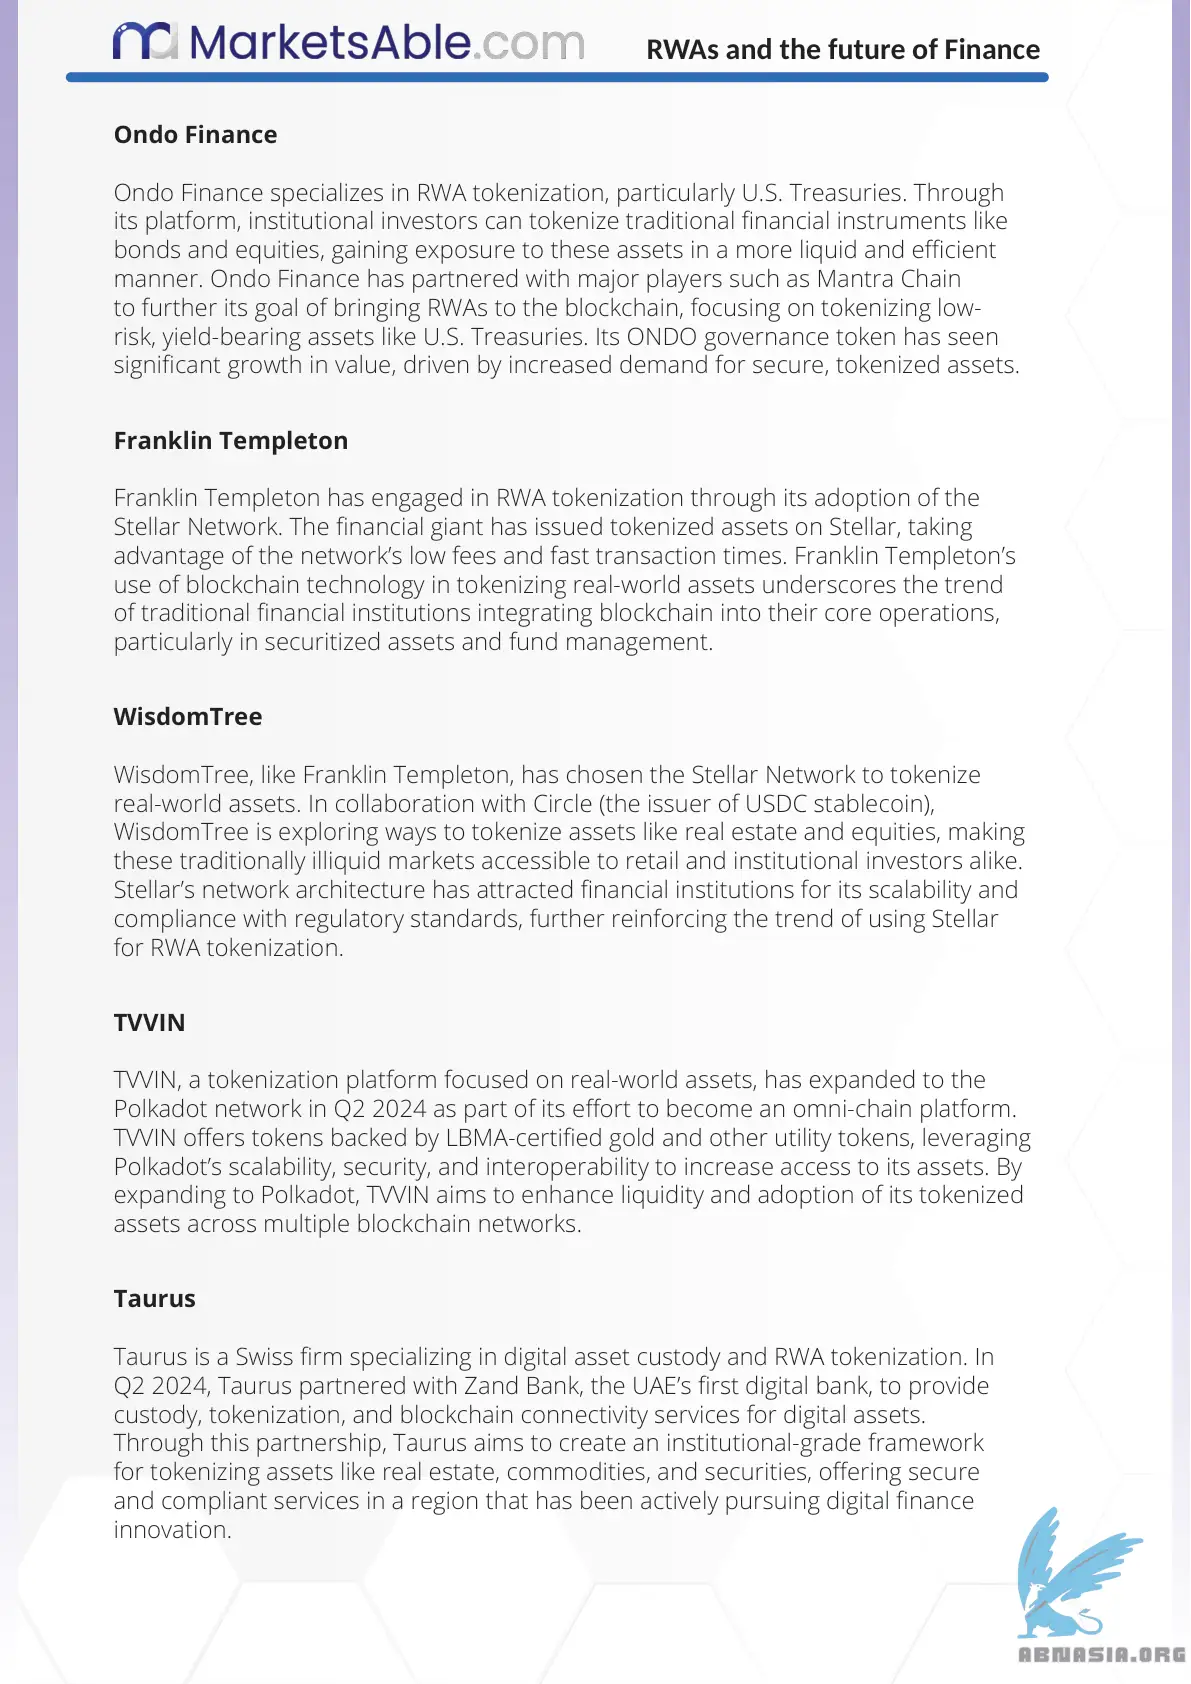 MarketsAble.com
RWAs and the future of Finance
Ondo Finance
Ondo Finance specializes in RWA tokenization, particularly U.S. Treasuries. Through
its platform, institutional investors can tokenize traditional financial instruments like
bonds and equities, gaining exposure to these assets in a more liquid and efficient
manner. Ondo Finance has partnered with major players such as Mantra Chain
to further its goal of bringing RWAs to the blockchain, focusing on tokenizing low-
risk, yield-bearing assets like U.S. Treasuries. Its ONDO governance token has seen
significant growth in value, driven by increased demand for secure, tokenized assets.
Franklin Templeton
Franklin Templeton has engaged in RWA tokenization through its adoption of the
Stellar Network. The financial giant has issued tokenized assets on Stellar, taking
advantage of the network’s low fees and fast transaction times. Franklin Templeton’s
use of blockchain technology in tokenizing real-world assets underscores the trend
of traditional financial institutions integrating blockchain into their core operations,
particularly in securitized assets and fund management.
WisdomTree
WisdomTree, like Franklin Templeton, has chosen the Stellar Network to tokenize
real-world assets. In collaboration with Circle (the issuer of USDC stablecoin),
WisdomTree is exploring ways to tokenize assets like real estate and equities, making
these traditionally illiquid markets accessible to retail and institutional investors alike.
Stellar’s network architecture has attracted financial institutions for its scalability and
compliance with regulatory standards, further reinforcing the trend of using Stellar
for RWA tokenization.
TVVIN
TVVIN, a tokenization platform focused on real-world assets, has expanded to the
Polkadot network in Q2 2024 as part of its effort to become an omni-chain platform.
TVVIN offers tokens backed by LBMA-certified gold and other utility tokens, leveraging
Polkadot’s scalability, security, and interoperability to increase access to its assets. By
expanding to Polkadot, TVVIN aims to enhance liquidity and adoption of its tokenized
assets across multiple blockchain networks.
Taurus
Taurus is a Swiss firm specializing in digital asset custody and RWA tokenization. In
Q2 2024, Taurus partnered with Zand Bank, the UAE’s first digital bank, to provide
custody, tokenization, and blockchain connectivity services for digital assets.
Through this partnership, Taurus aims to create an institutional-grade framework
for tokenizing assets like real estate, commodities, and securities, offering secure
and compliant services in a region that has been actively pursuing digital finance
innovation.
ABNASIA.ORG